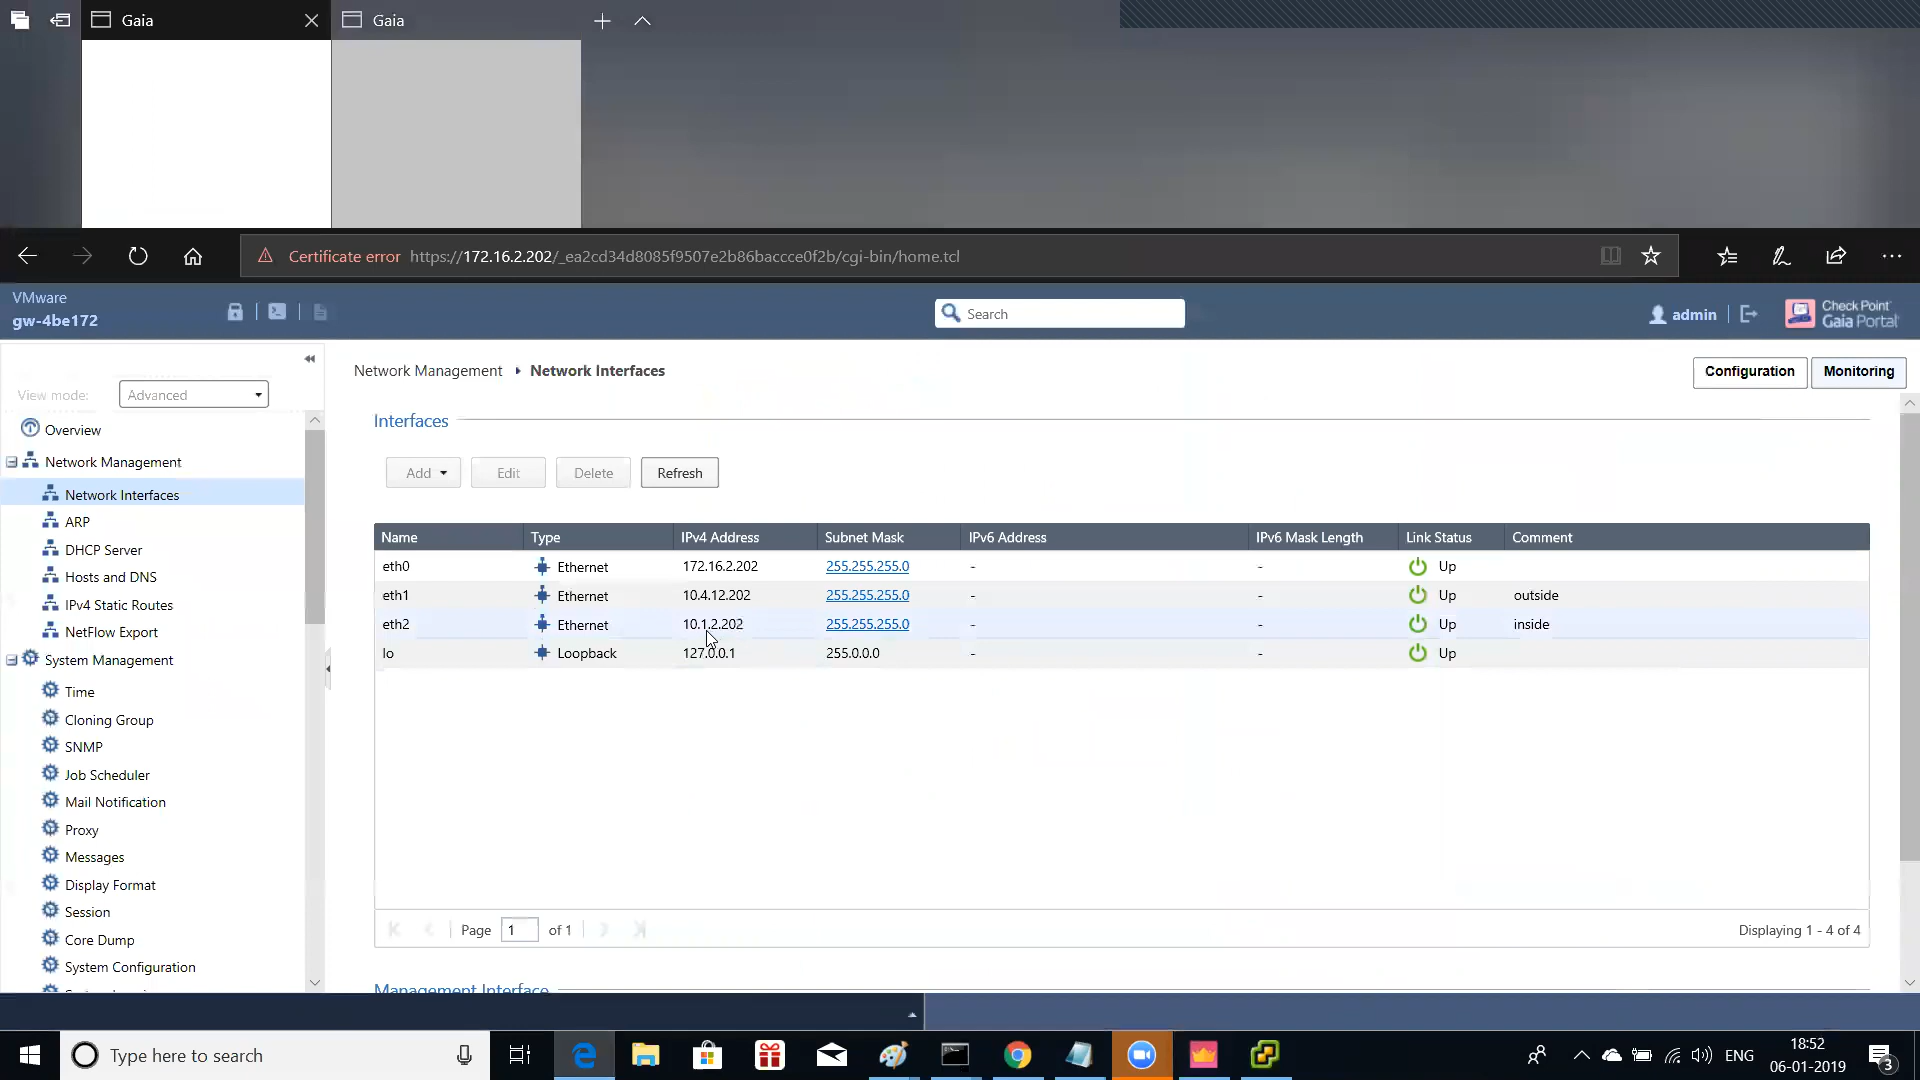 Gaia
Gaia
Certificate error https://172.16.2.202/_ea2cd34d8085f9507e2b86baccce0f2b/cgi-bin/home.tcl
VMware
gw-4be172
Search
admin
Check Point
Gaia Portal
View mode: Advanced
Network Management Network Interfaces
Configuration Monitoring
Overview
Network Management
Network Interfaces
ARP
DHCP Server
Hosts and DNS
IPv4 Static Routes
NetFlow Export
System Management
Time
Cloning Group
SNMP
Job Scheduler
Mail Notification
Proxy
Messages
Display Format
Session
Core Dump
System Configuration
Interfaces
Add Edit Delete Refresh
Name Type IPv4 Address Subnet Mask IPv6 Address IPv6 Mask Length Link Status Comment
eth0 Ethernet 172.16.2.202 255.255.255.0 - - Up
eth1 Ethernet 10.4.12.202 255.255.255.0 - - Up outside
eth2 Ethernet 10.1.2.202 255.255.255.0 - - Up inside
lo Loopback 127.0.0.1 255.0.0.0 - - Up
Page 1 of 1
Displaying 1 - 4 of 4
Management Interface
Type here to search
ENG
18:52
06-01-2019
3